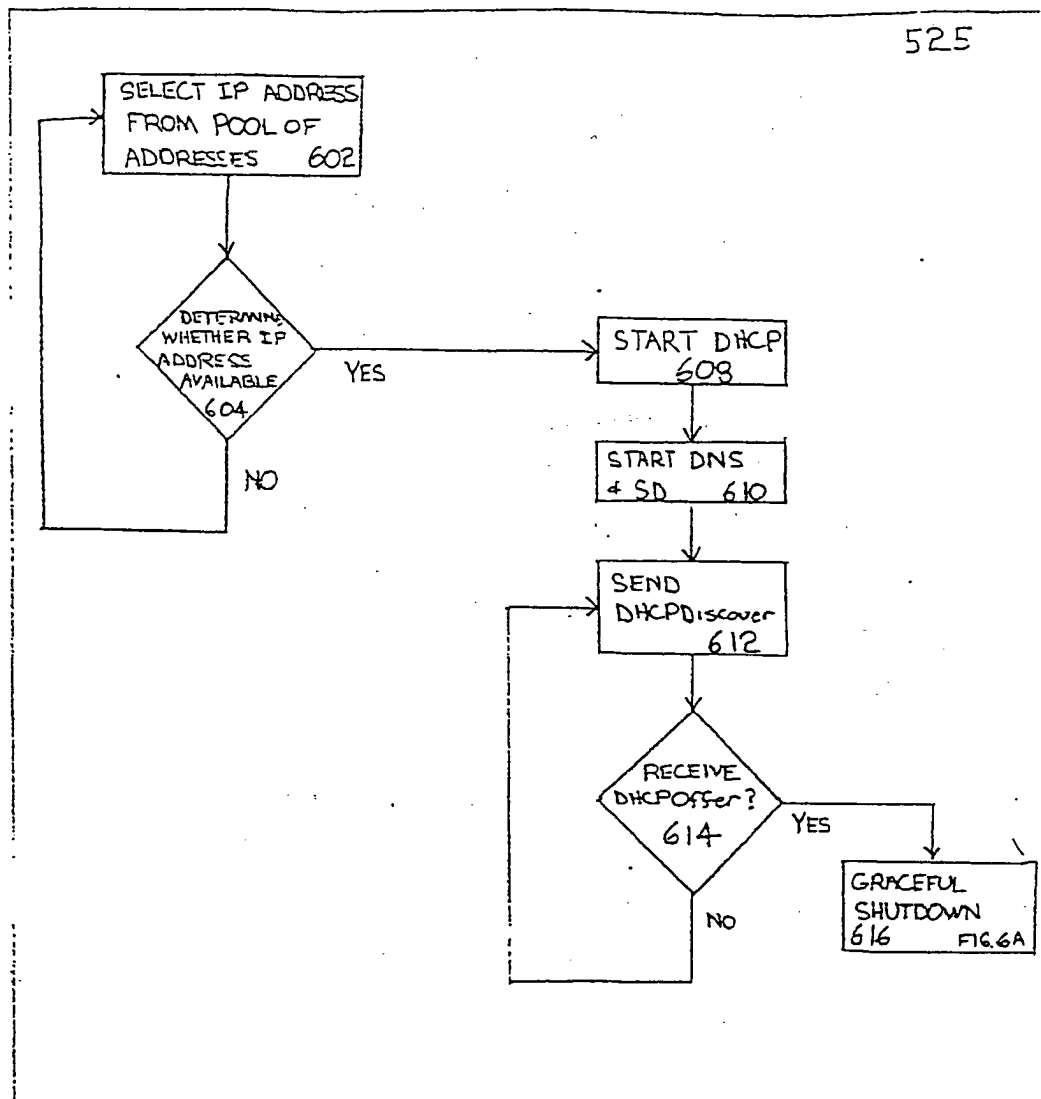 525
SELECT IP ADDRESS
FROM POOL OF
ADDRESSES 602
DETERMINE
WHETHER IP
ADDRESS
AVAILABLE
604
YES
NO
START DHCP
608
START DNS
& SD 610
SEND
DHCPDiscover
612
RECEIVE
DHCPOffer?
614
YES
NO
GRACEFUL
SHUTDOWN
616 FIG.6A